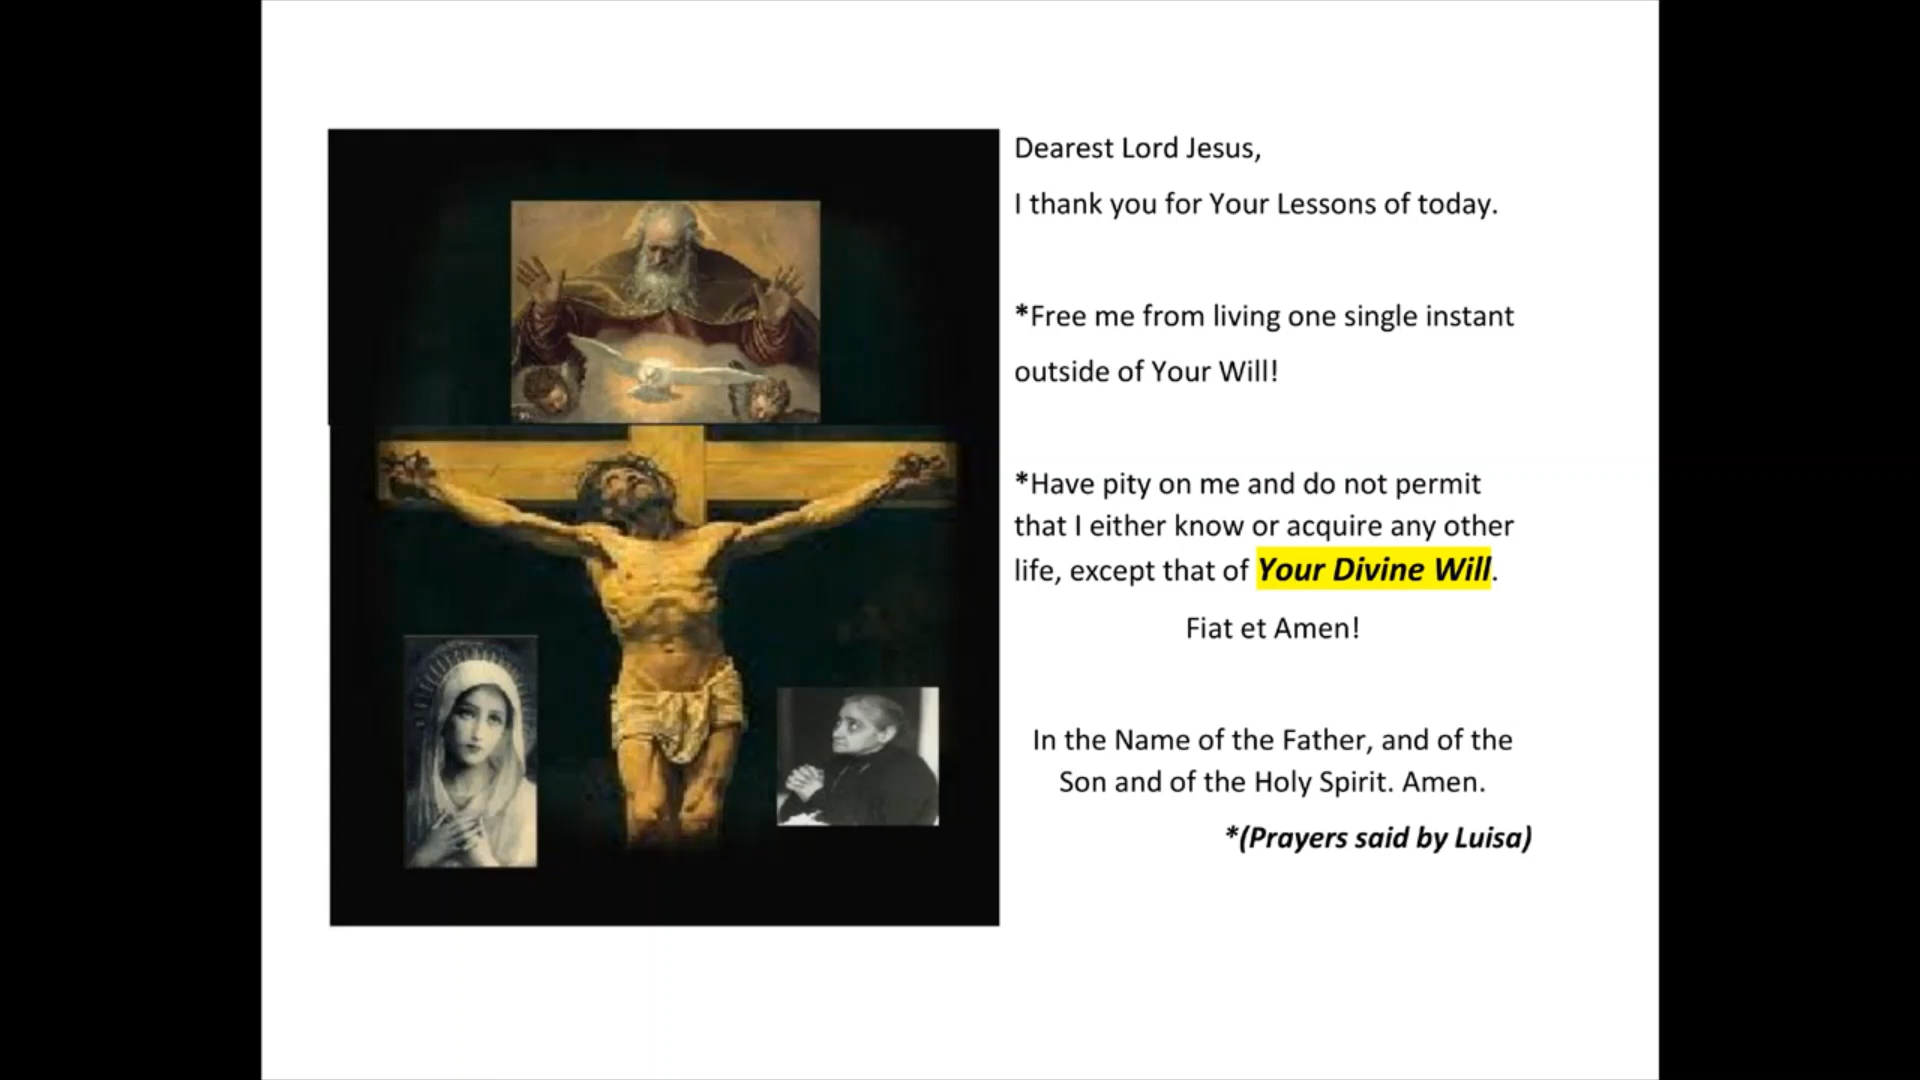 Dearest Lord Jesus,
I thank you for Your Lessons of today.
*Free me from living one single instant
outside of Your Will!
*Have pity on me and do not permit
that I either know or acquire any other
life, except that of Your Divine Will.
Fiat et Amen!
In the Name of the Father, and of the
Son and of the Holy Spirit. Amen.
*(Prayers said by Luisa)